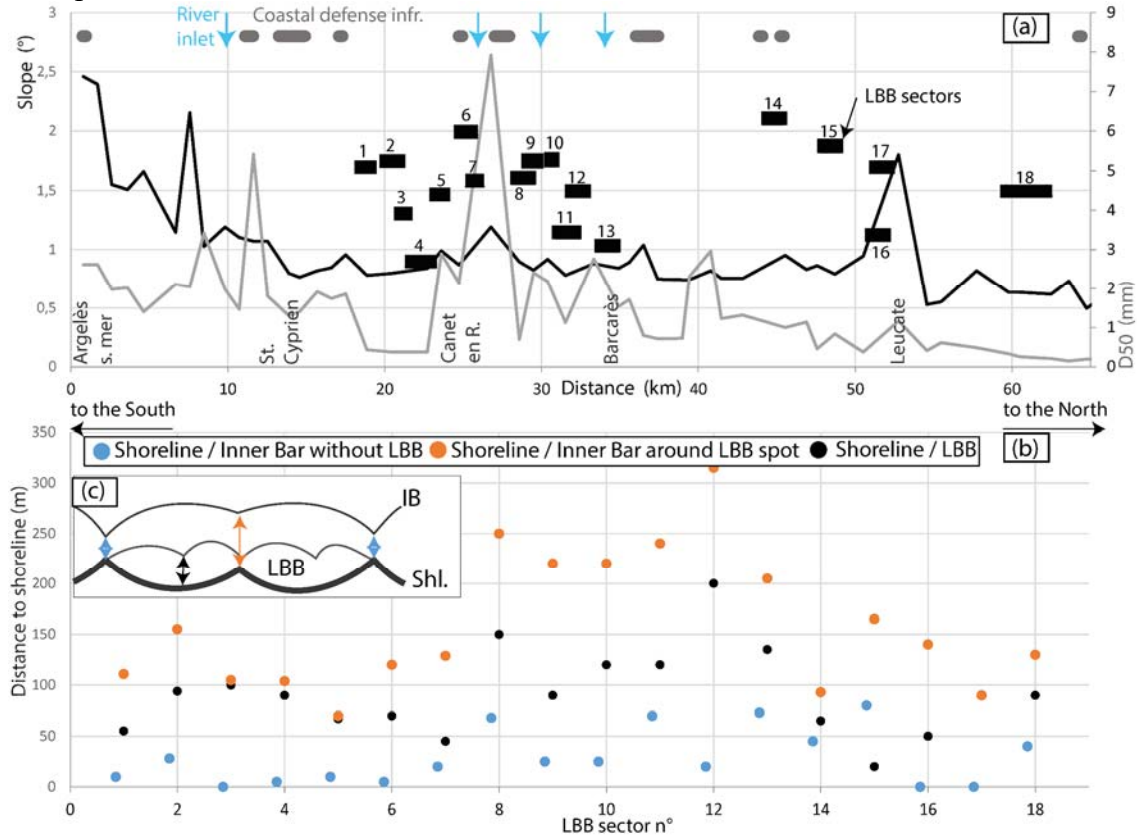 3
2,5
2
1,5
1
0,5
0
Slope (°)
River
inlet
Coastal defense infr.
(a)
9
8
7
6
5
4
3
2
1
0
D50 (mm)
LBB sectors
1
2
3
4
5
6
7
8
9
10
11
12
13
14
15
16
17
18
Argelès
s. mer
St.
Cyprien
Canet
en R.
Barcarès
Leucate
0
10
20
30
40
50
60
Distance (km)
to the South
to the North
350
300
250
200
150
100
50
0
Distance to shoreline (m)
Shoreline / Inner Bar without LBB
Shoreline / Inner Bar around LBB spot
Shoreline / LBB
(b)
(c)
IB
LBB
Shl.
0
2
4
6
8
10
12
14
16
18
LBB sector n°